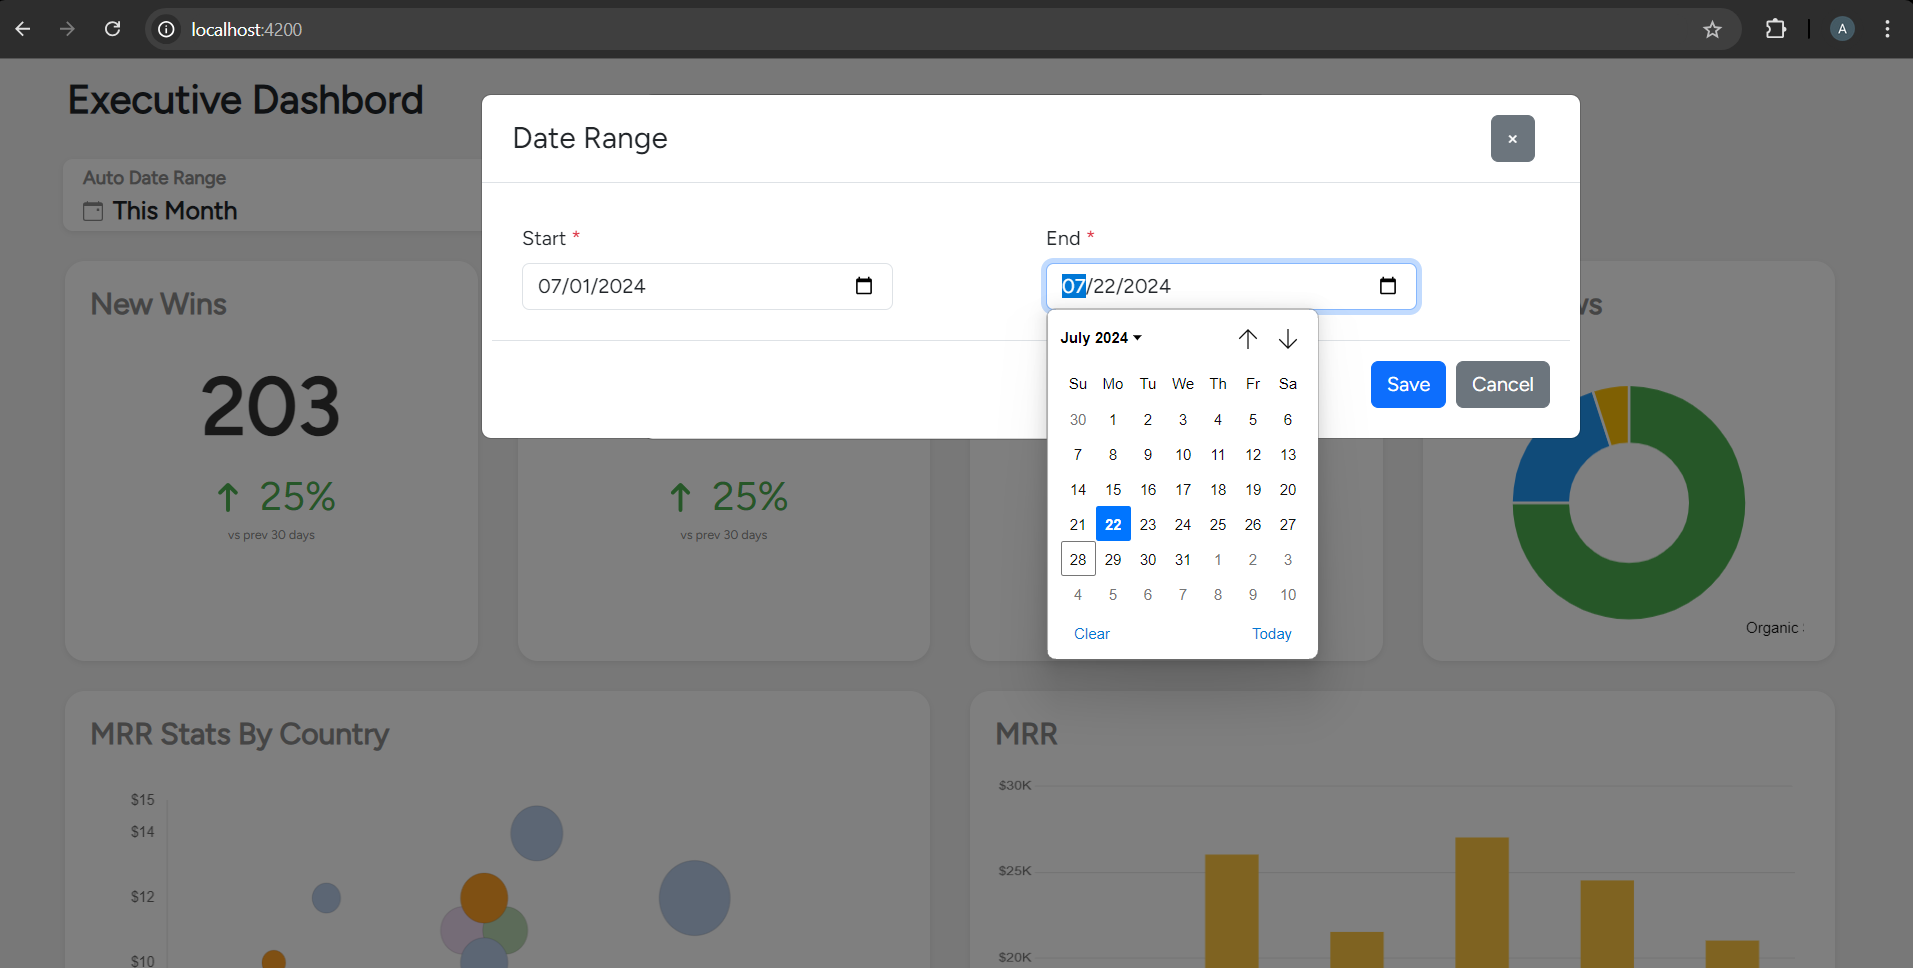 localhost:4200
A
Executive Dashbord
Auto Date Range
This Month
Date Range
×
Start *
07/01/2024
End *
07/22/2024
July 2024
Su Mo Tu We Th Fr Sa
30 1 2 3 4 5 6
7 8 9 10 11 12 13
14 15 16 17 18 19 20
21 22 23 24 25 26 27
28 29 30 31 1 2 3
4 5 6 7 8 9 10
Clear Today
Save Cancel
New Wins
203
25%
vs prev 30 days
25%
vs prev 30 days
Organic
MRR Stats By Country
$15
$14
$12
$10
MRR
$30K
$25K
$20K